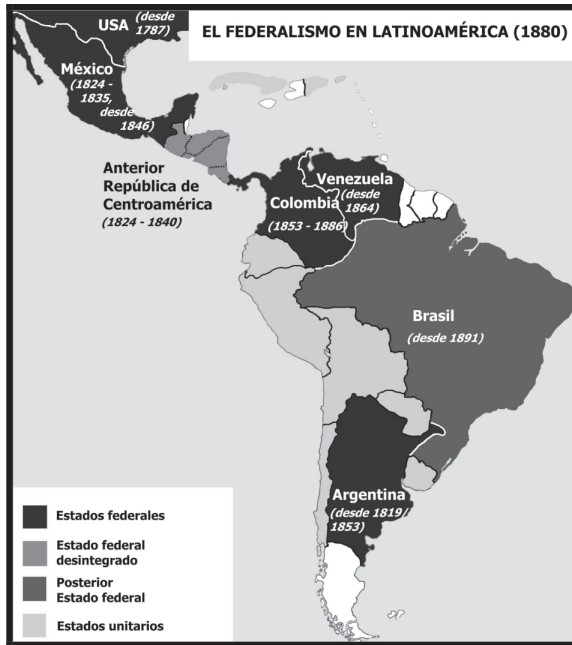 EL FEDERALISMO EN LATINOAMÉRICA (1880)
USA (desde
1787)
México
(1824 -
1835,
desde
1846)
Anterior
República de
Centroamérica
(1824 - 1840)
Venezuela
(desde
1864)
Colombia
(1853 - 1886)
Brasil
(desde 1891)
Argentina
(desde 1819/
1853)
Estados federales
Estado federal
desintegrado
Posterior
Estado federal
Estados unitarios